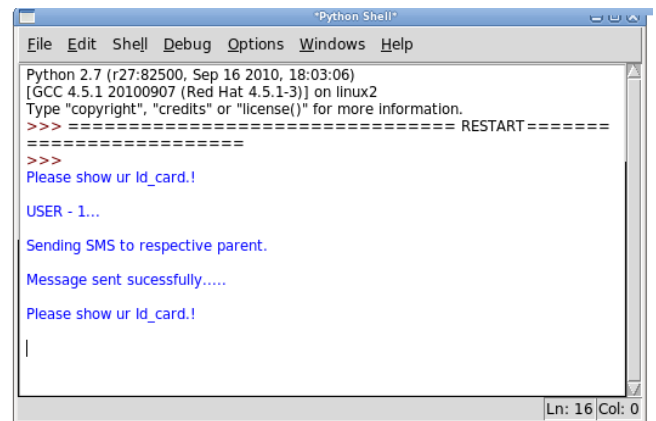 *Python Shell*
File Edit Shell Debug Options Windows Help
Python 2.7 (r27:82500, Sep 16 2010, 18:03:06)
[GCC 4.5.1 20100907 (Red Hat 4.5.1-3)] on linux2
Type "copyright", "credits" or "license()" for more information.
>>> ================================ RESTART=======
==================
>>>
Please show ur Id_card.!
USER - 1...
Sending SMS to respective parent.
Message sent sucessfully.....
Please show ur Id_card.!
Ln: 16 Col: 0